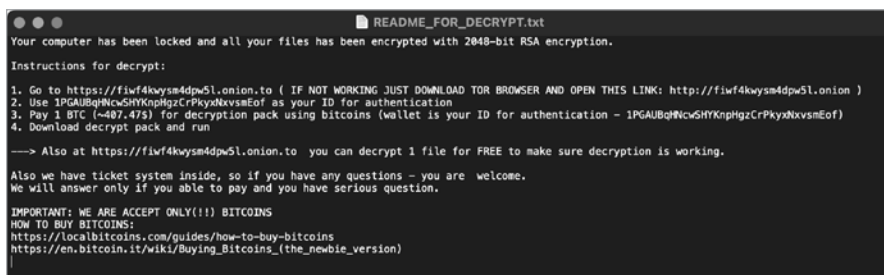 README_FOR_DECRYPT.txt
Your computer has been locked and all your files has been encrypted with 2048-bit RSA encryption.
Instructions for decrypt:
1. Go to https://fiwf4kwysm4dpw5l.onion.to ( IF NOT WORKING JUST DOWNLOAD TOR BROWSER AND OPEN THIS LINK: http://fiwf4kwysm4dpw5l.onion )
2. Use 1PGAUBqHNcwSHYKnpHgzCrPkyxNxvsmEof as your ID for authentication
3. Pay 1 BTC (~407.47$) for decryption pack using bitcoins (wallet is your ID for authentication - 1PGAUBqHNcwSHYKnpHgzCrPkyxNxvsmEof)
4. Download decrypt pack and run
---> Also at https://fiwf4kwysm4dpw5l.onion.to you can decrypt 1 file for FREE to make sure decryption is working.
Also we have ticket system inside, so if you have any questions - you are welcome.
We will answer only if you able to pay and you have serious question.
IMPORTANT: WE ARE ACCEPT ONLY(!!) BITCOINS
HOW TO BUY BITCOINS:
https://localbitcoins.com/guides/how-to-buy-bitcoins
https://en.bitcoin.it/wiki/Buying_Bitcoins_(the_newbie_version)